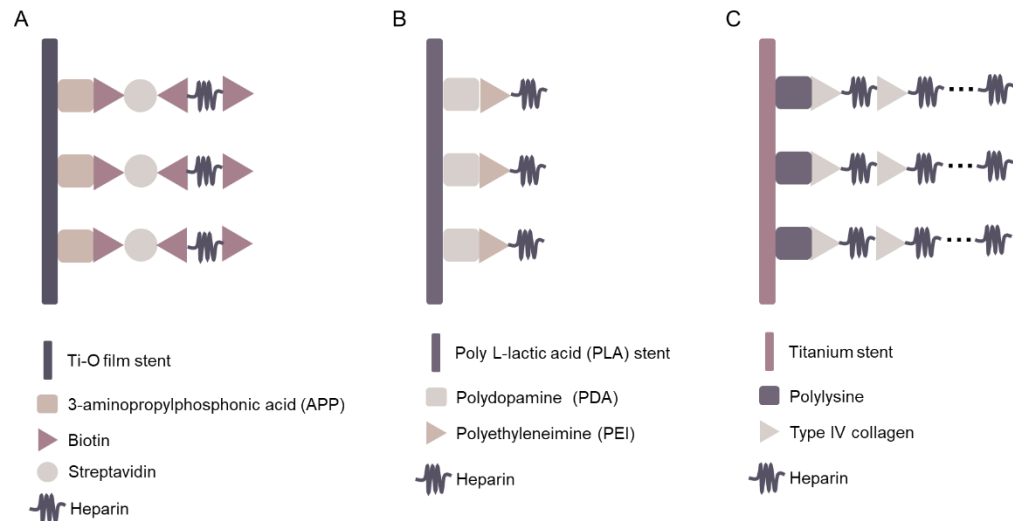 A
B
C
Ti-O film stent
3-aminopropylphosphonic acid (APP)
Biotin
Streptavidin
Heparin
Poly L-lactic acid (PLA) stent
Polydopamine (PDA)
Polyethyleneimine (PEI)
Heparin
Titanium stent
Polylysine
Type IV collagen
Heparin